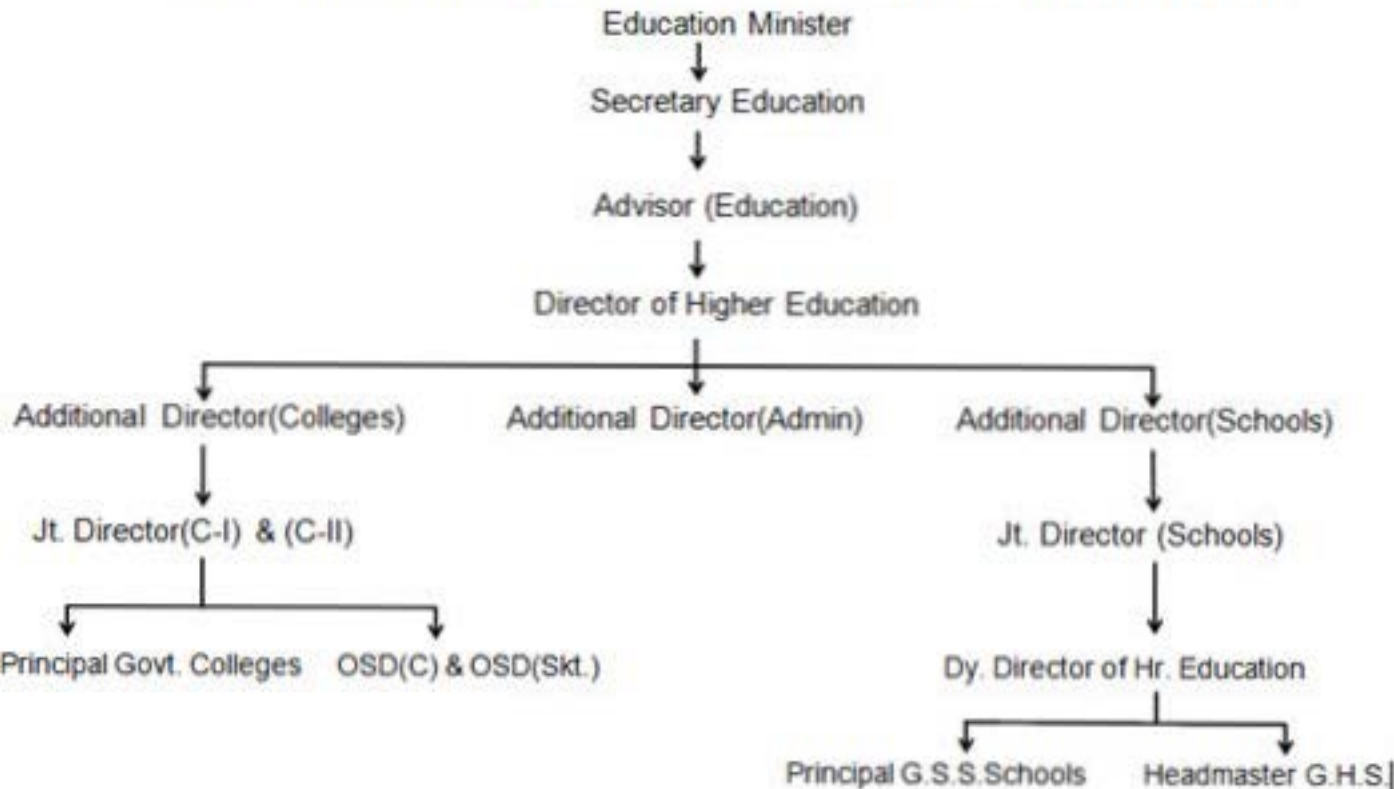 Education Minister
Secretary Education
Advisor (Education)
Director of Higher Education
Additional Director(Colleges)
Additional Director(Admin)
Additional Director(Schools)
Jt. Director(C-I) & (C-II)
Jt. Director (Schools)
Principal Govt. Colleges
OSD(C) & OSD(Skt.)
Dy. Director of Hr. Education
Principal G.S.S.Schools
Headmaster G.H.S.